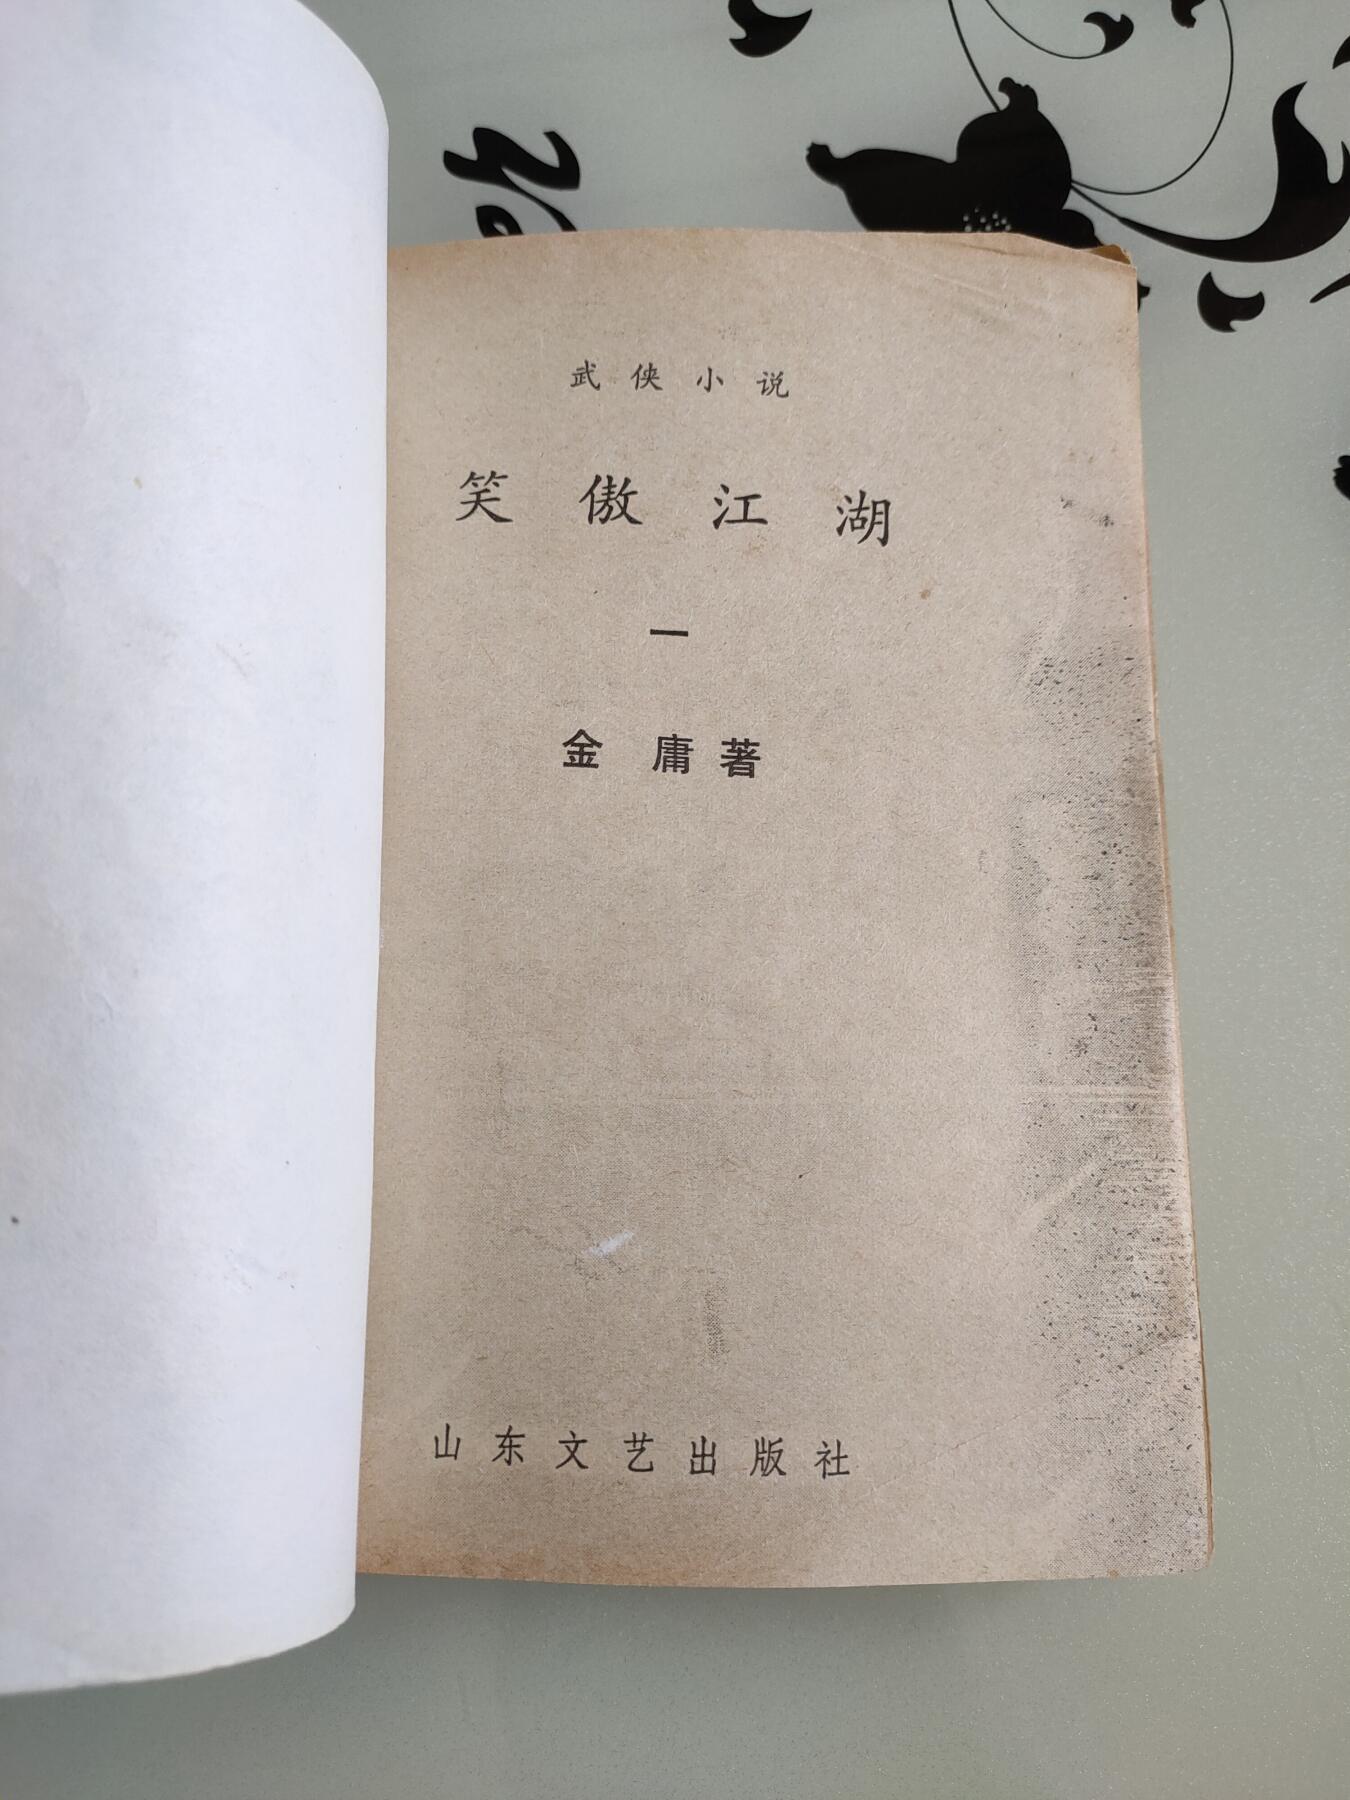 武侠小说
笑傲江湖
一
金庸著
山东文艺出版社